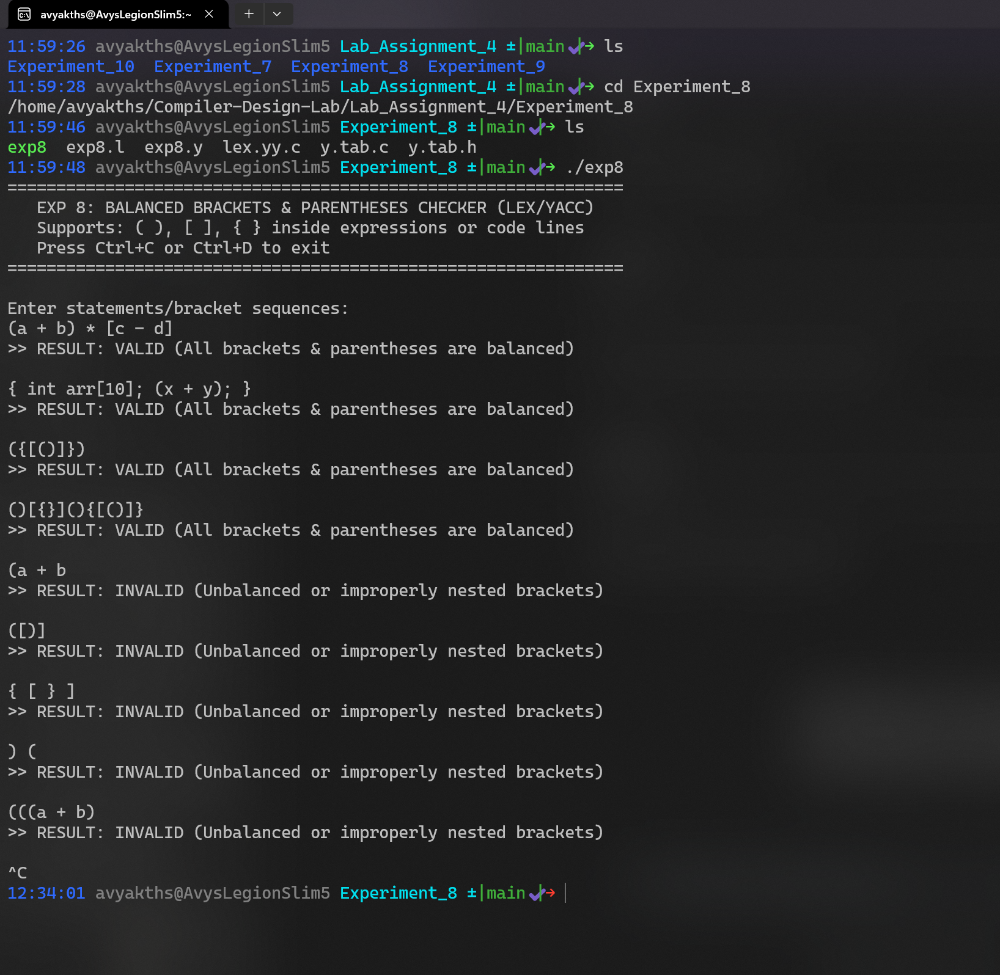 avyakths@AvysLegionSlim5:~
11:59:26 avyakths@AvysLegionSlim5 Lab_Assignment_4 ±|main ✓|→ ls
Experiment_10  Experiment_7  Experiment_8  Experiment_9
11:59:28 avyakths@AvysLegionSlim5 Lab_Assignment_4 ±|main ✓|→ cd Experiment_8
/home/avyakths/Compiler-Design-Lab/Lab_Assignment_4/Experiment_8
11:59:46 avyakths@AvysLegionSlim5 Experiment_8 ±|main ✓|→ ls
exp8  exp8.l  exp8.y  lex.yy.c  y.tab.c  y.tab.h
11:59:48 avyakths@AvysLegionSlim5 Experiment_8 ±|main ✓|→ ./exp8
===============================================================
   EXP 8: BALANCED BRACKETS & PARENTHESES CHECKER (LEX/YACC)
   Supports: ( ), [ ], { } inside expressions or code lines
   Press Ctrl+C or Ctrl+D to exit
===============================================================
Enter statements/bracket sequences:
(a + b) * [c - d]
>> RESULT: VALID (All brackets & parentheses are balanced)
{ int arr[10]; (x + y); }
>> RESULT: VALID (All brackets & parentheses are balanced)
({[()]})
>> RESULT: VALID (All brackets & parentheses are balanced)
()[{}](){[()]}
>> RESULT: VALID (All brackets & parentheses are balanced)
(a + b
>> RESULT: INVALID (Unbalanced or improperly nested brackets)
([)]
>> RESULT: INVALID (Unbalanced or improperly nested brackets)
{ [ } ]
>> RESULT: INVALID (Unbalanced or improperly nested brackets)
) (
>> RESULT: INVALID (Unbalanced or improperly nested brackets)
(((a + b)
>> RESULT: INVALID (Unbalanced or improperly nested brackets)
^C
12:34:01 avyakths@AvysLegionSlim5 Experiment_8 ±|main ✓|→